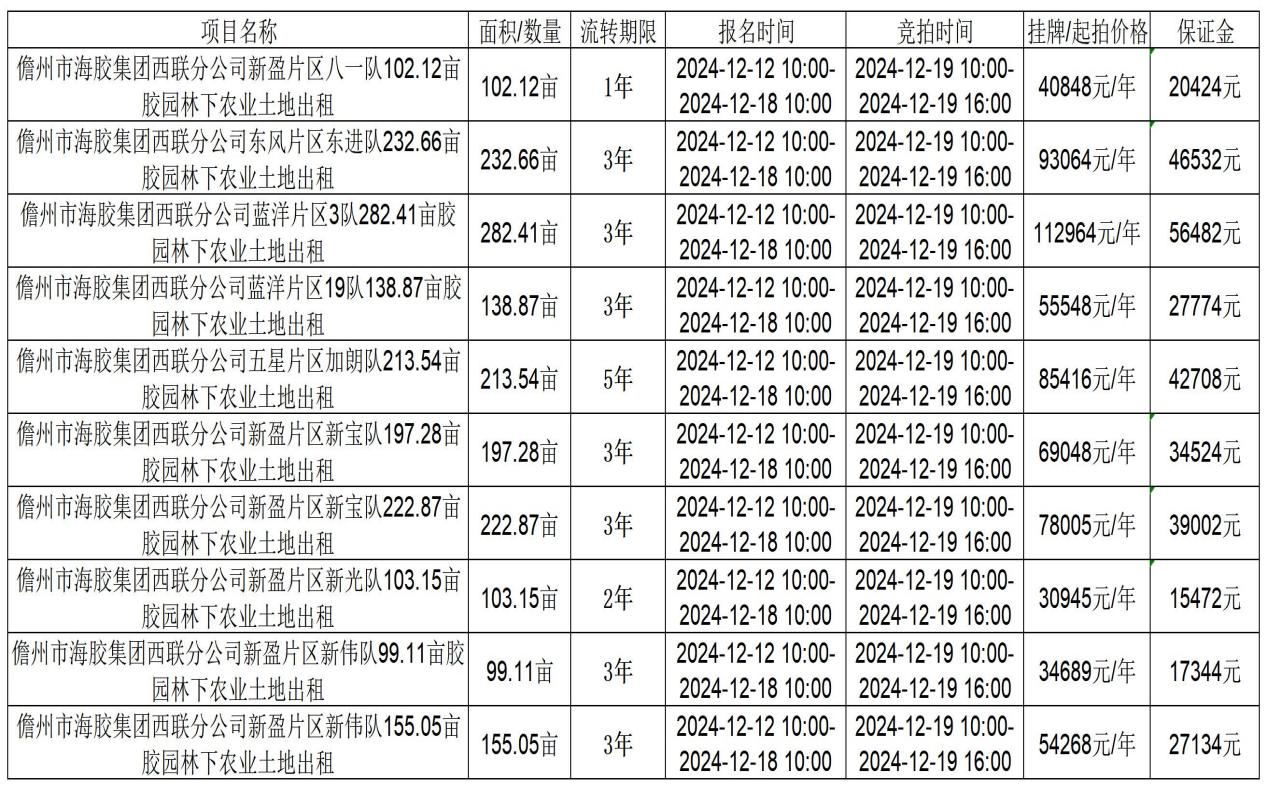 项目名称 面积/数量 流转期限 报名时间 竞拍时间 挂牌/起拍价格 保证金
儋州市海胶集团西联分公司新盈片区八一队102.12亩
胶园林下农业土地出租 102.12亩 1年 2024-12-12 10:00-
2024-12-18 10:00 2024-12-19 10:00-
2024-12-19 16:00 40848元/年 20424元
儋州市海胶集团西联分公司东风片区东进队232.66亩
胶园林下农业土地出租 232.66亩 3年 2024-12-12 10:00-
2024-12-18 10:00 2024-12-19 10:00-
2024-12-19 16:00 93064元/年 46532元
儋州市海胶集团西联分公司蓝洋片区3队282.41亩胶
园林下农业土地出租 282.41亩 3年 2024-12-12 10:00-
2024-12-18 10:00 2024-12-19 10:00-
2024-12-19 16:00 112964元/年 56482元
儋州市海胶集团西联分公司蓝洋片区19队138.87亩胶
园林下农业土地出租 138.87亩 3年 2024-12-12 10:00-
2024-12-18 10:00 2024-12-19 10:00-
2024-12-19 16:00 55548元/年 27774元
儋州市海胶集团西联分公司五星片区加朗队213.54亩
胶园林下农业土地出租 213.54亩 5年 2024-12-12 10:00-
2024-12-18 10:00 2024-12-19 10:00-
2024-12-19 16:00 85416元/年 42708元
儋州市海胶集团西联分公司新盈片区新宝队197.28亩
胶园林下农业土地出租 197.28亩 3年 2024-12-12 10:00-
2024-12-18 10:00 2024-12-19 10:00-
2024-12-19 16:00 69048元/年 34524元
儋州市海胶集团西联分公司新盈片区新宝队222.87亩
胶园林下农业土地出租 222.87亩 3年 2024-12-12 10:00-
2024-12-18 10:00 2024-12-19 10:00-
2024-12-19 16:00 78005元/年 39002元
儋州市海胶集团西联分公司新盈片区新光队103.15亩
胶园林下农业土地出租 103.15亩 2年 2024-12-12 10:00-
2024-12-18 10:00 2024-12-19 10:00-
2024-12-19 16:00 30945元/年 15472元
儋州市海胶集团西联分公司新盈片区新伟队99.11亩胶
园林下农业土地出租 99.11亩 3年 2024-12-12 10:00-
2024-12-18 10:00 2024-12-19 10:00-
2024-12-19 16:00 34689元/年 17344元
儋州市海胶集团西联分公司新盈片区新伟队155.05亩
胶园林下农业土地出租 155.05亩 3年 2024-12-12 10:00-
2024-12-18 10:00 2024-12-19 10:00-
2024-12-19 16:00 54268元/年 27134元